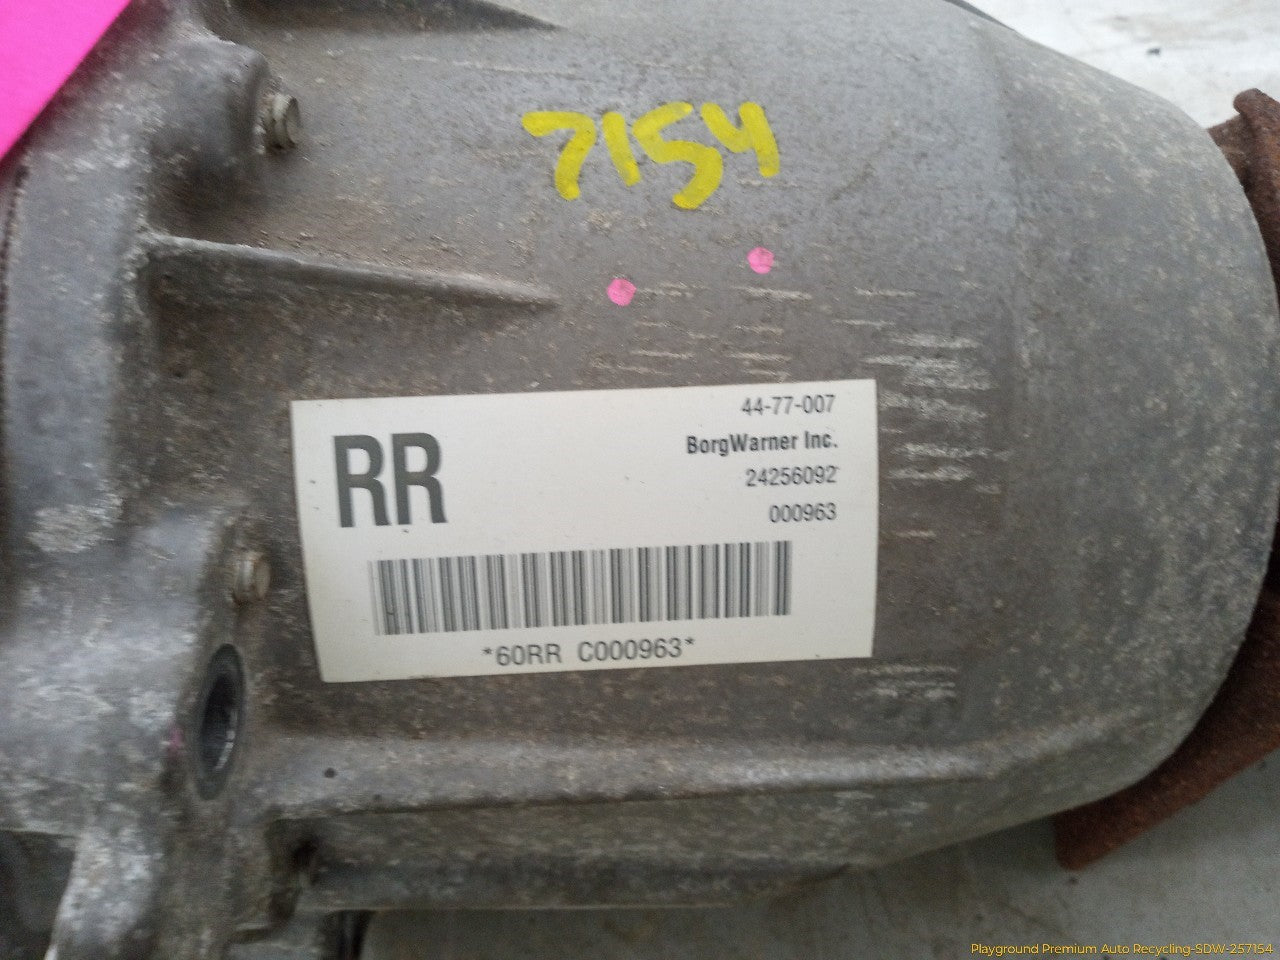 7154
44-77-007
RR
BorgWarner Inc.
24256092
000963
*60RR C000963*
Playground Premium Auto Recycling-SDW-257154